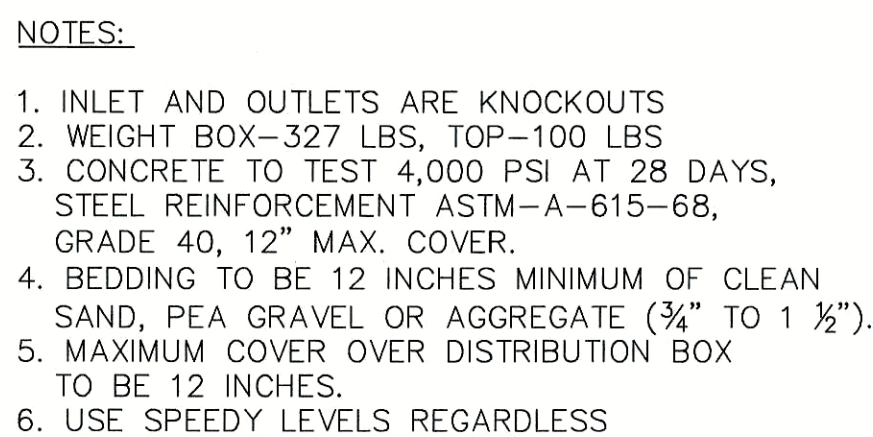 NOTES:
1. INLET AND OUTLETS ARE KNOCKOUTS
2. WEIGHT BOX-327 LBS, TOP-100 LBS
3. CONCRETE TO TEST 4,000 PSI AT 28 DAYS,
STEEL REINFORCEMENT ASTM-A-615-68,
GRADE 40, 12" MAX. COVER.
4. BEDDING TO BE 12 INCHES MINIMUM OF CLEAN
SAND, PEA GRAVEL OR AGGREGATE (¾" TO 1 ½").
5. MAXIMUM COVER OVER DISTRIBUTION BOX
TO BE 12 INCHES.
6. USE SPEEDY LEVELS REGARDLESS